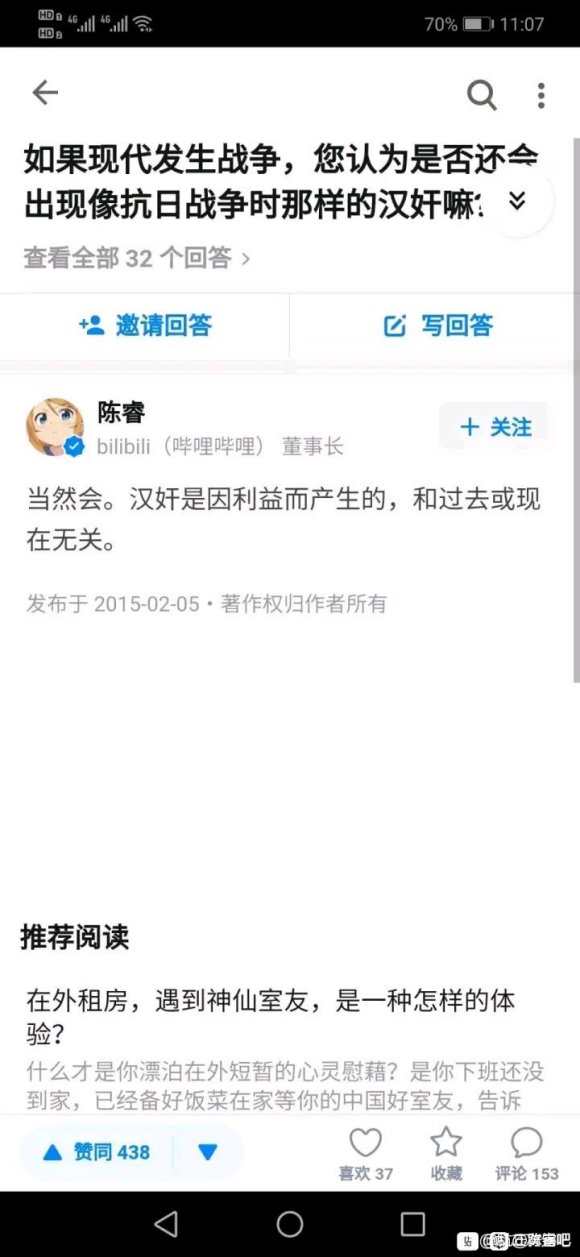 HD 2 4G 4G 70% 11:07
HD 2
如果现代发生战争，您认为是否还会
出现像抗日战争时那样的汉奸嘛？
查看全部 32 个回答 >
邀请回答 写回答
陈睿
bilibili（哔哩哔哩） 董事长
+ 关注
当然会。汉奸是因利益而产生的，和过去或现
在无关。
发布于 2015-02-05 · 著作权归作者所有
推荐阅读
在外租房，遇到神仙室友，是一种怎样的体
验？
什么才是你漂泊在外短暂的心灵慰藉？是你下班还没
到家，已经备好饭菜在家等你的中国好室友，告诉
赞同 438
喜欢 37 收藏 评论 153
贴